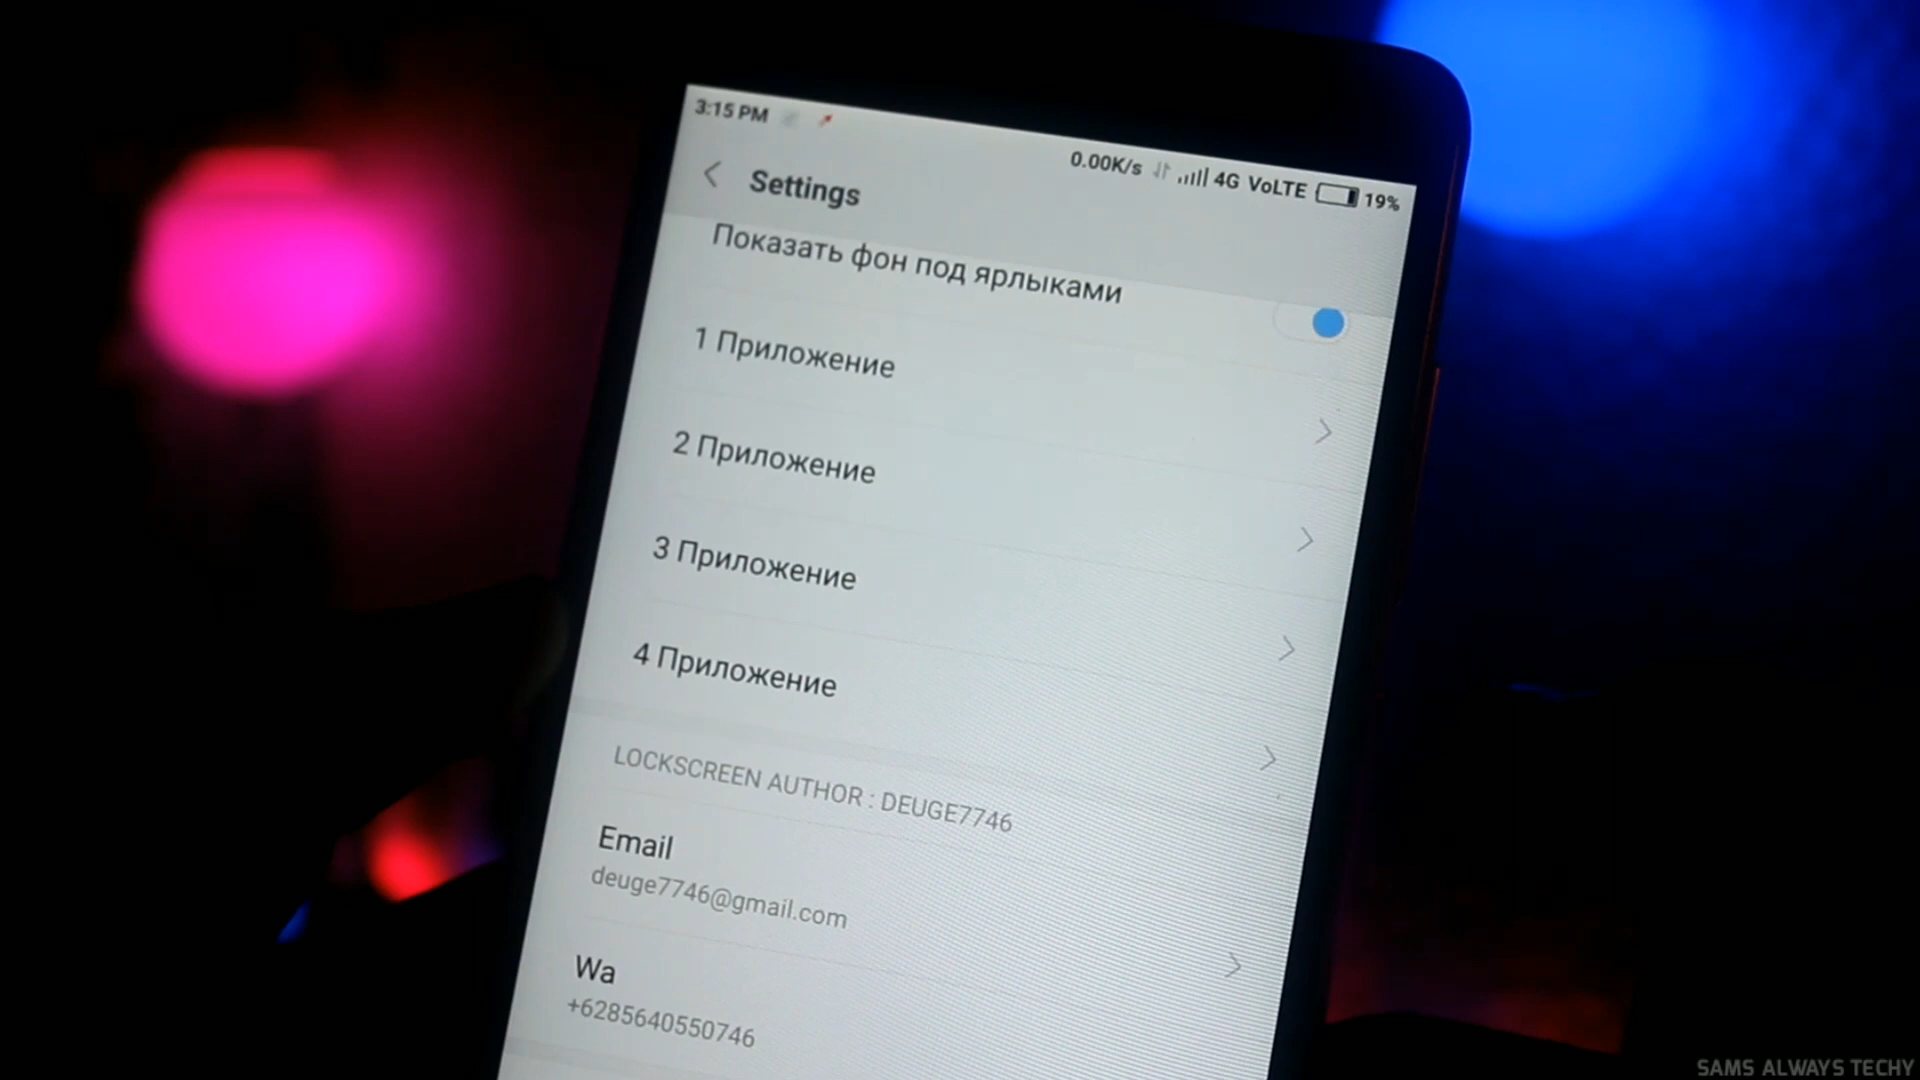 3:15 PM
0.00K/s 4G VoLTE 19%
Settings
Показать фон под ярлыками
1 Приложение
2 Приложение
3 Приложение
4 Приложение
LOCKSCREEN AUTHOR : DEUGE7746
Email
deuge7746@gmail.com
Wa
+6285640550746
SAMS ALWAYS TECHY